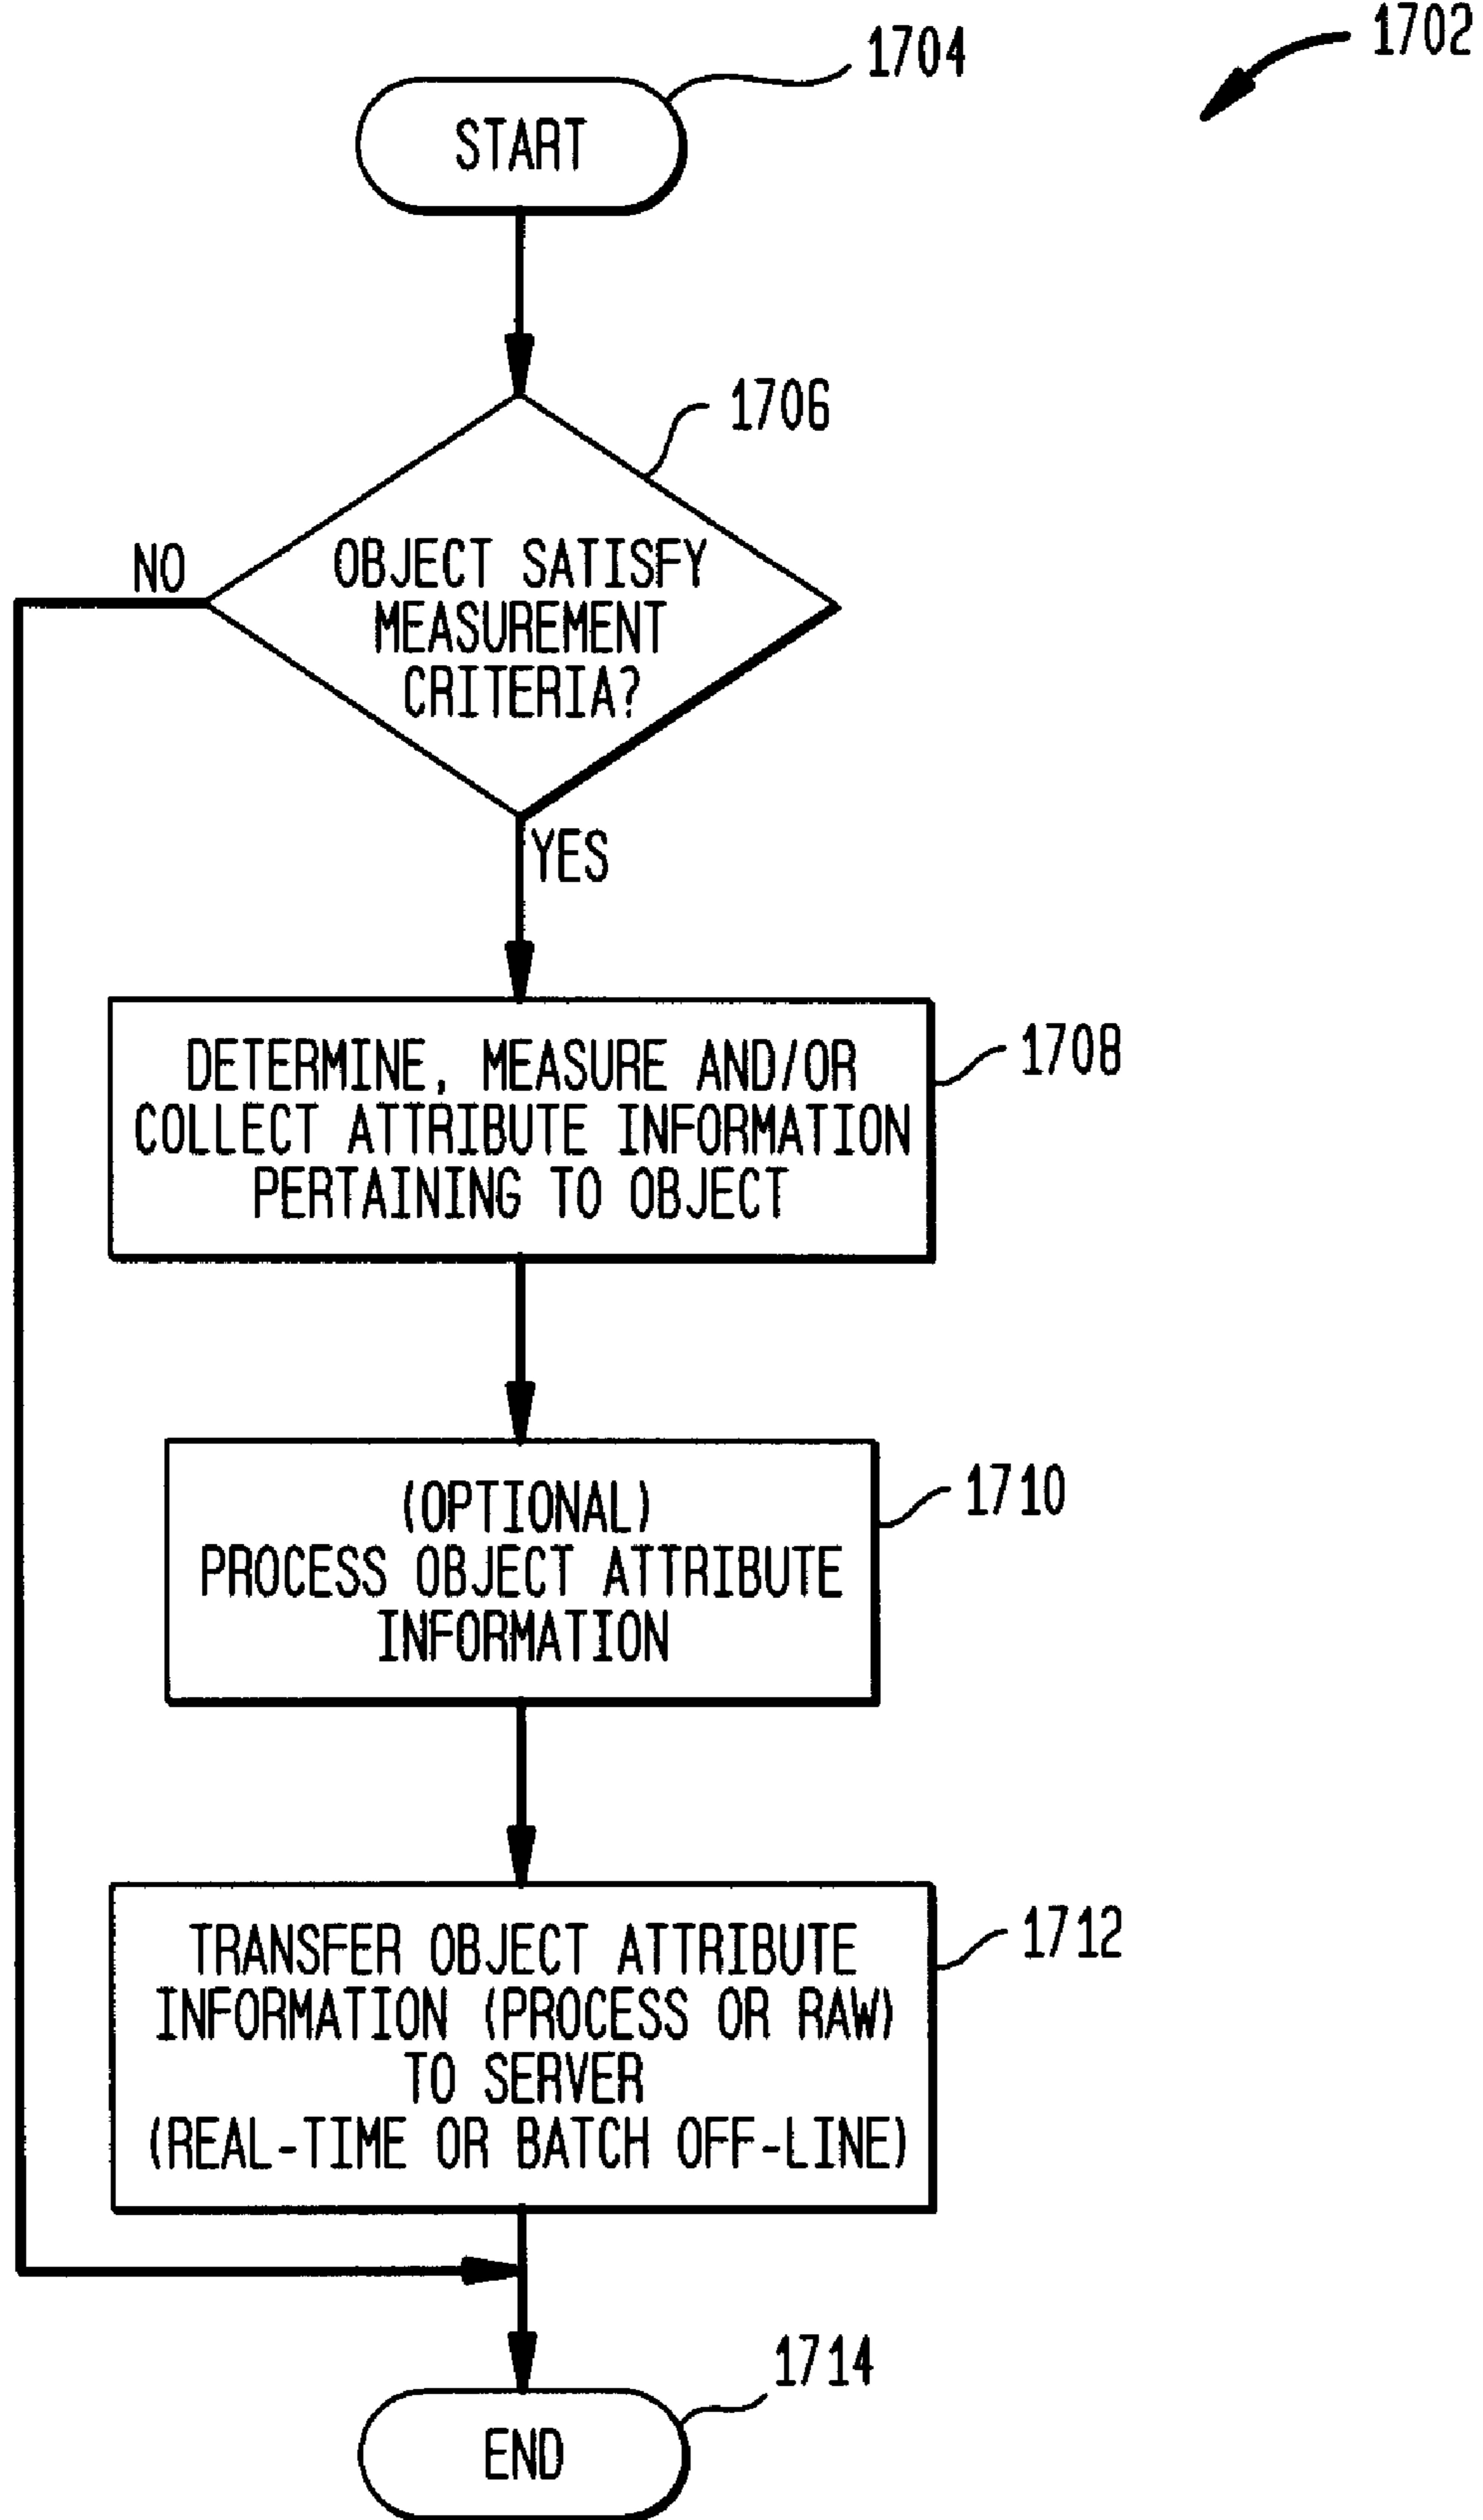 1702
1704
START
1706
NO
OBJECT SATISFY
MEASUREMENT
CRITERIA?
YES
1708
DETERMINE, MEASURE AND/OR
COLLECT ATTRIBUTE INFORMATION
PERTAINING TO OBJECT
1710
(OPTIONAL)
PROCESS OBJECT ATTRIBUTE
INFORMATION
1712
TRANSFER OBJECT ATTRIBUTE
INFORMATION (PROCESS OR RAW)
TO SERVER
(REAL-TIME OR BATCH OFF-LINE)
1714
END